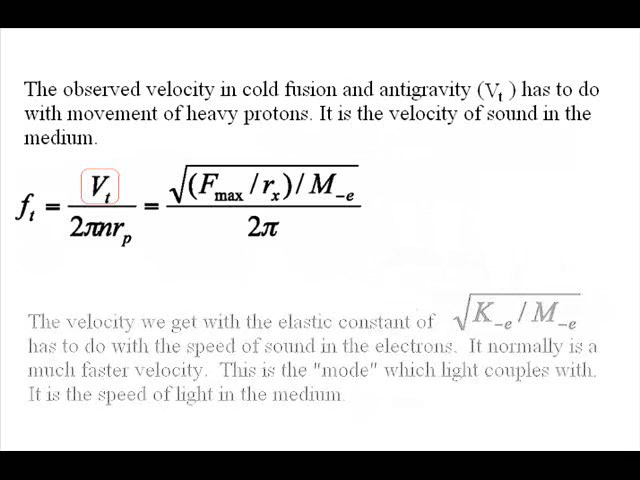 The observed velocity in cold fusion and antigravity (Vₜ ) has to do
with movement of heavy protons. It is the velocity of sound in the
medium.
fₜ = Vₜ / 2πnrₚ = √((F_max / rₓ) / M₋ₑ) / 2π
The velocity we get with the elastic constant of √(K₋ₑ / M₋ₑ)
has to do with the speed of sound in the electrons. It normally is a
much faster velocity. This is the "mode" which light couples with.
It is the speed of light in the medium.